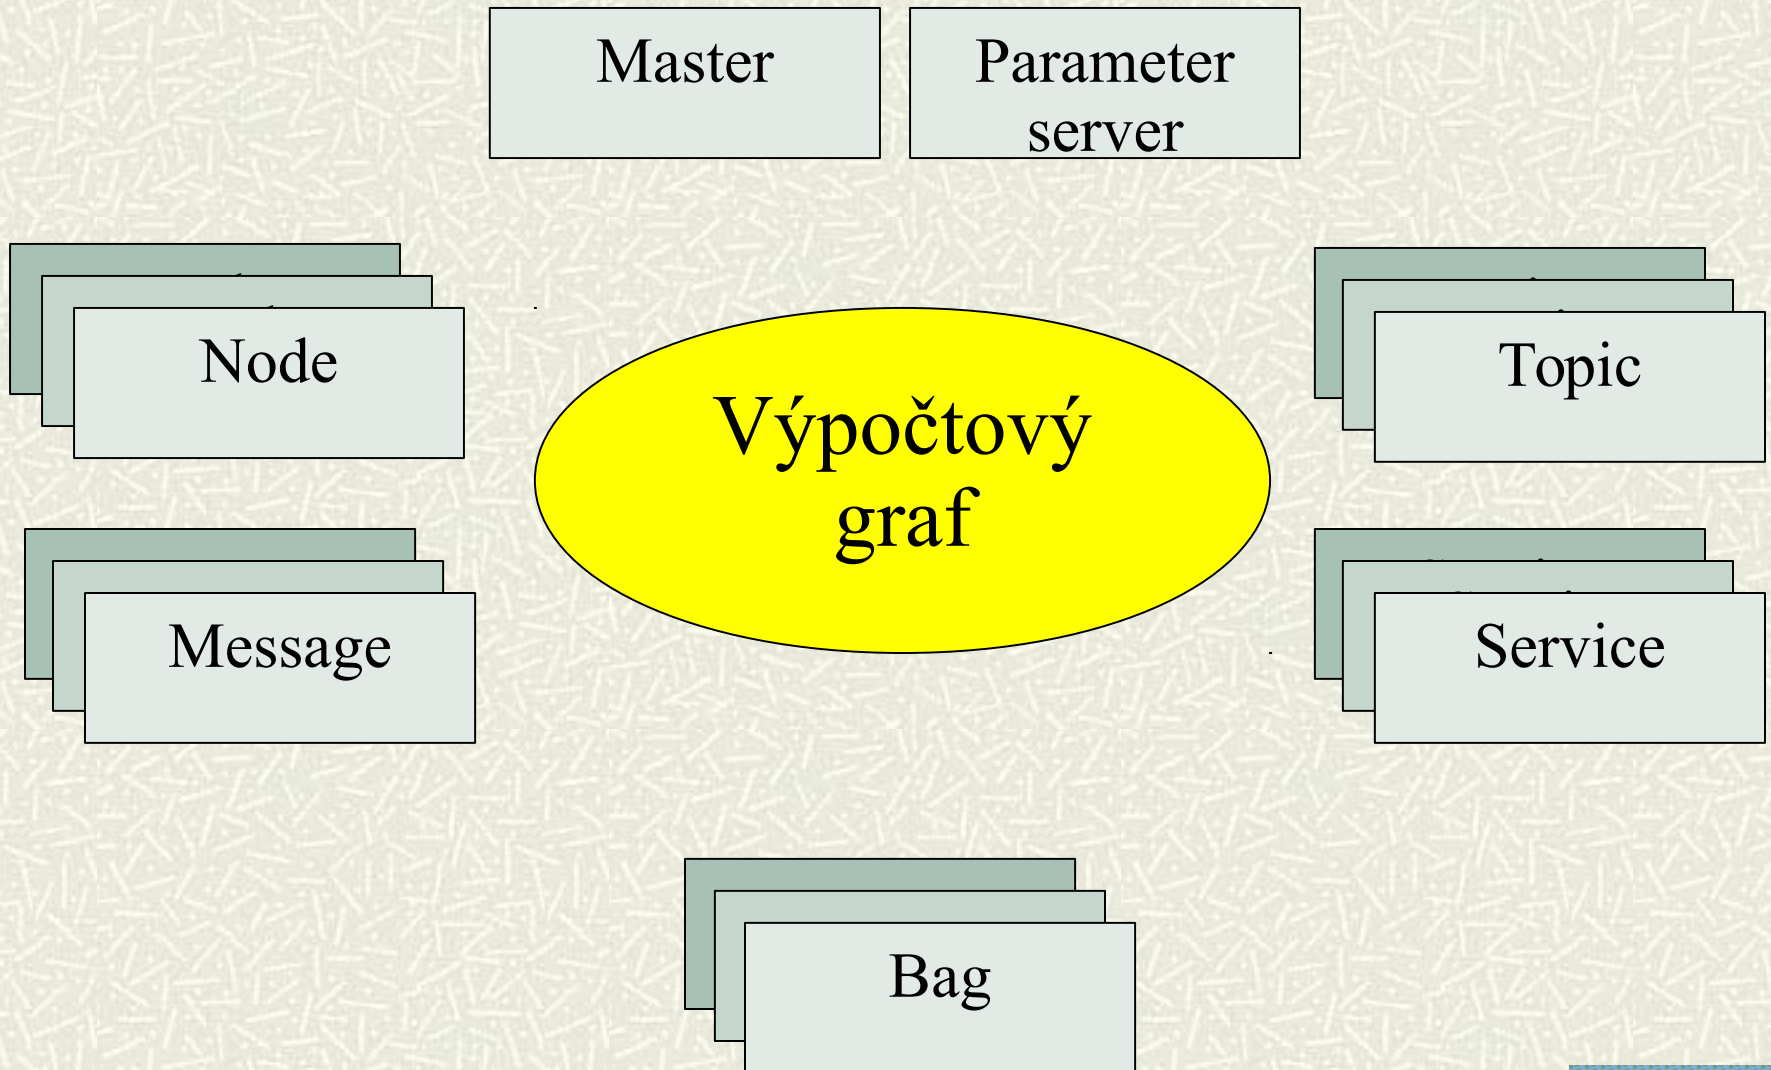 Master
Parameter
server
Node
Topic
Výpočtový
graf
Message
Service
Bag